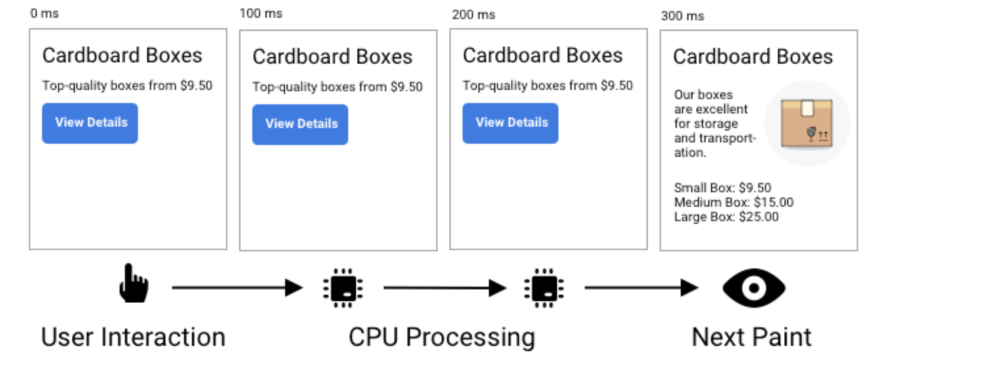 0 ms
100 ms
200 ms
300 ms
Cardboard Boxes
Top-quality boxes from $9.50
View Details
Cardboard Boxes
Top-quality boxes from $9.50
View Details
Cardboard Boxes
Top-quality boxes from $9.50
View Details
Cardboard Boxes
Our boxes
are excellent
for storage
and transport-
ation.
Small Box: $9.50
Medium Box: $15.00
Large Box: $25.00
User Interaction
CPU Processing
Next Paint